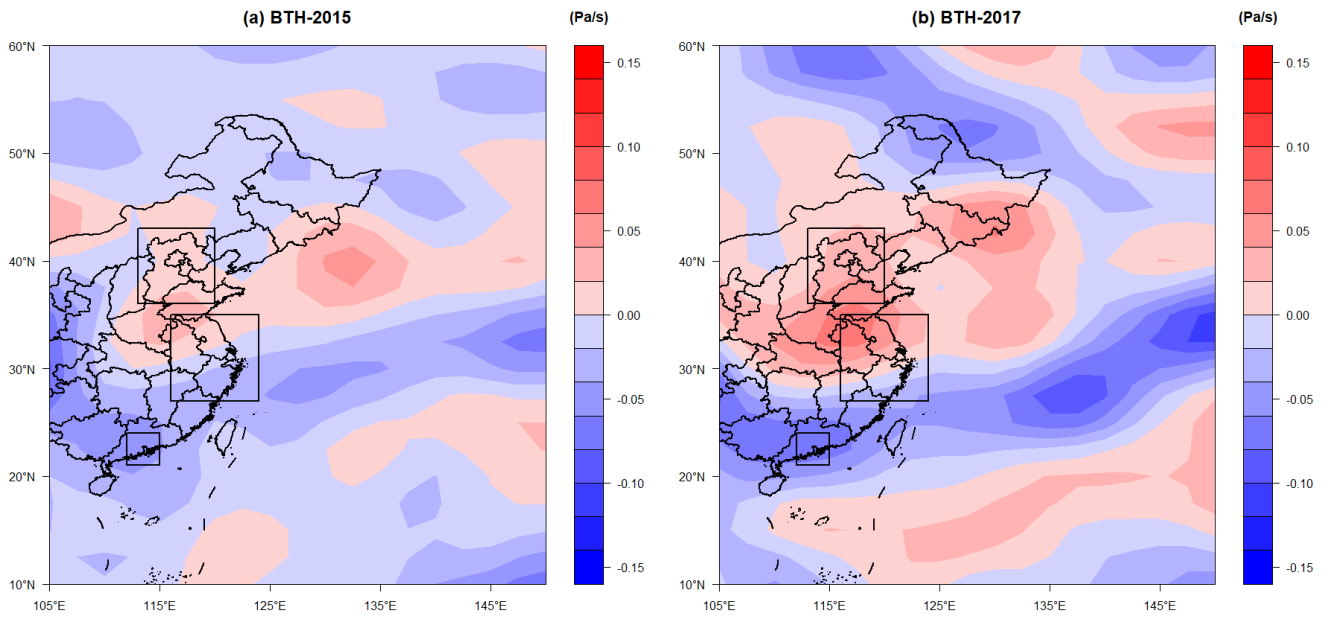 (a) BTH-2015
(Pa/s)
60°N
50°N
40°N
30°N
20°N
10°N
105°E
115°E
125°E
135°E
145°E
0.15
0.10
0.05
0.00
-0.05
-0.10
-0.15
(b) BTH-2017
(Pa/s)
60°N
50°N
40°N
30°N
20°N
10°N
105°E
115°E
125°E
135°E
145°E
0.15
0.10
0.05
0.00
-0.05
-0.10
-0.15